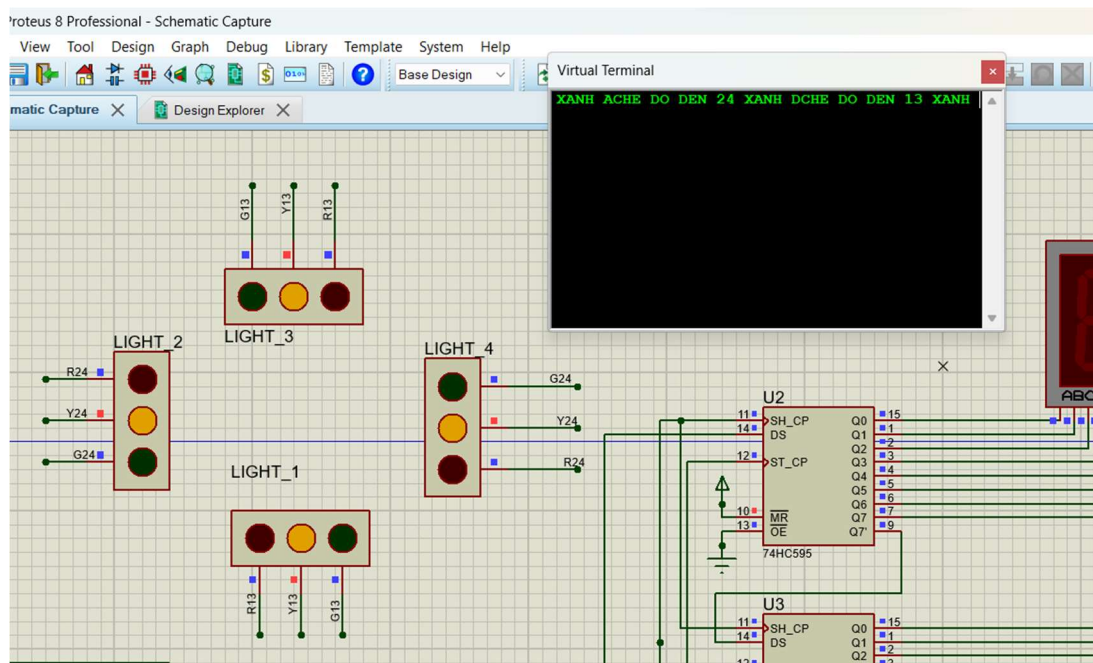 Proteus 8 Professional - Schematic Capture
View Tool Design Graph Debug Library Template System Help
Base Design
matic Capture
Design Explorer
Virtual Terminal
XANH ACHE DO DEN 24 XANH DCHE DO DEN 13 XANH
G13
Y13
R13
LIGHT_3
LIGHT_2
R24
Y24
G24
LIGHT_4
G24
Y24
R24
LIGHT_1
R13
Y13
G13
U2
11 SH_CP Q0 15
14 DS Q1 1
Q2 2
12 ST_CP Q3 3
Q4 4
Q5 5
Q6 6
10 MR Q7 7
13 OE Q7' 9
74HC595
ABC
U3
11 SH_CP Q0 15
14 DS Q1 1
Q2 2